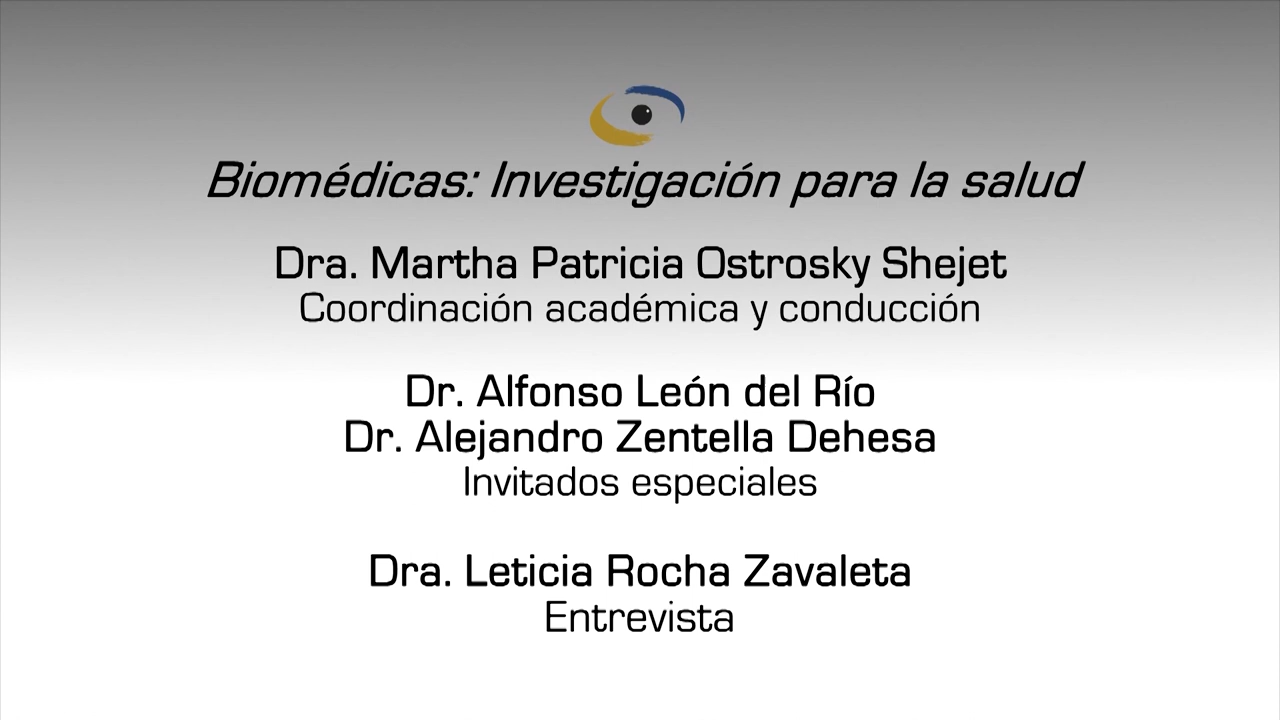 Biomédicas: Investigación para la salud
Dra. Martha Patricia Ostrosky Shejet
Coordinación académica y conducción
Dr. Alfonso León del Río
Dr. Alejandro Zentella Dehesa
Invitados especiales
Dra. Leticia Rocha Zavaleta
Entrevista